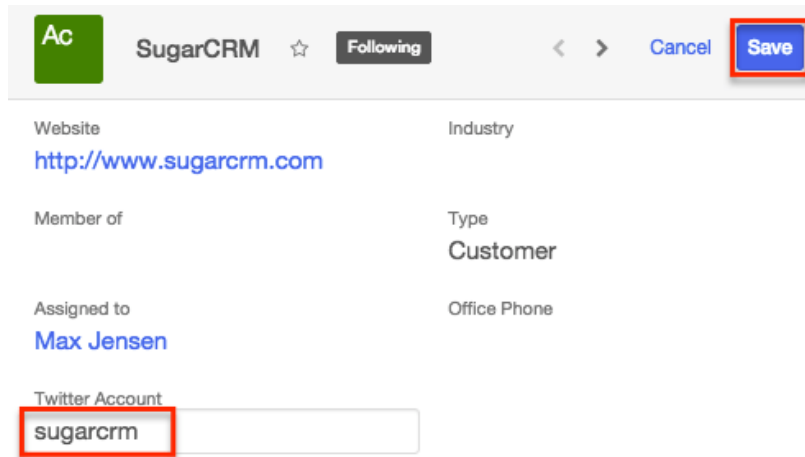 Ac
SugarCRM Following Cancel Save
Website
http://www.sugarcrm.com
Industry
Member of
Type
Customer
Assigned to
Max Jensen
Office Phone
Twitter Account
sugarcrm